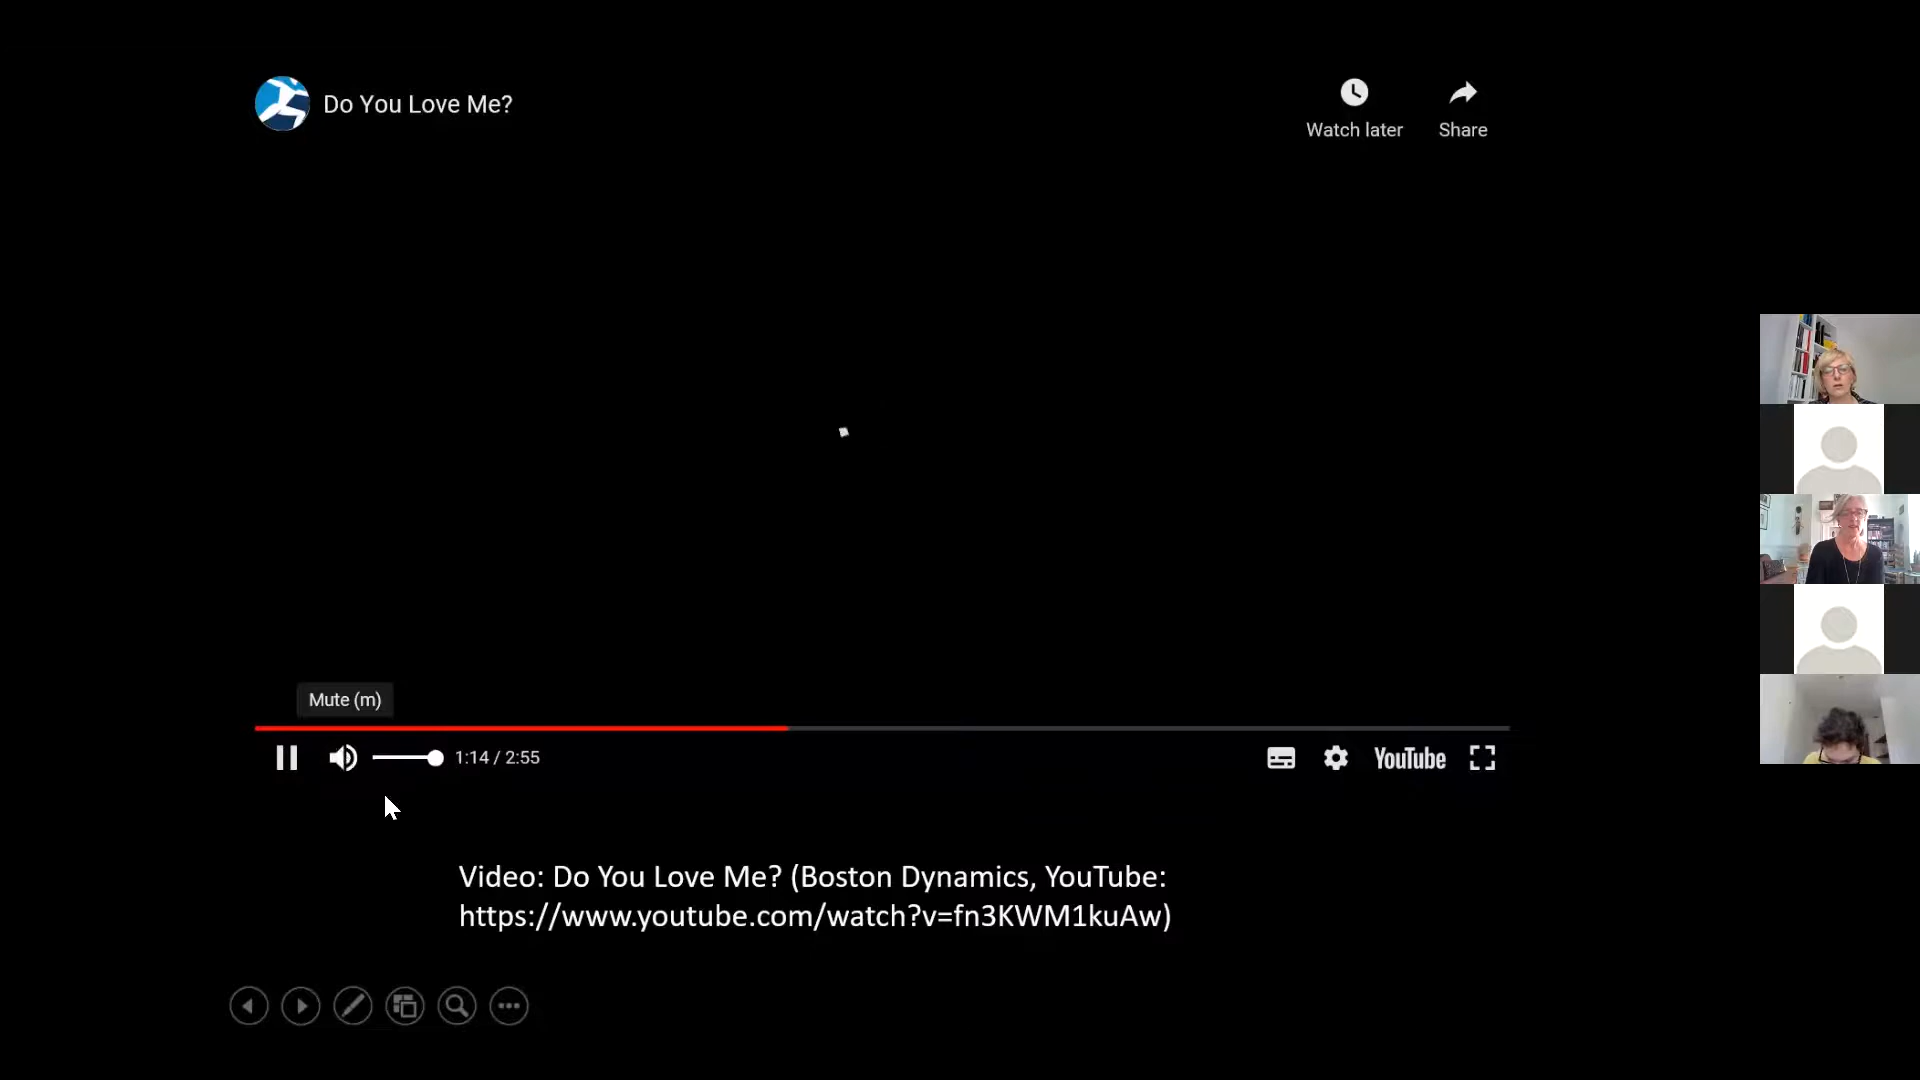 Do You Love Me?
Watch later
Share
Mute (m)
1:14 / 2:55
YouTube
Video: Do You Love Me? (Boston Dynamics, YouTube:
https://www.youtube.com/watch?v=fn3KWM1kuAw)